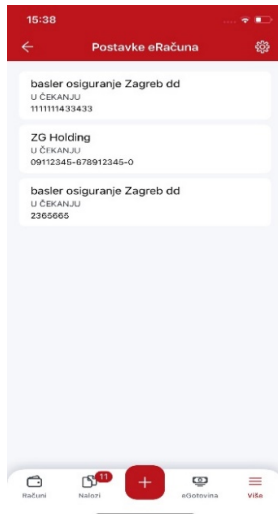 15:38
Postavke eRačuna
basler osiguranje Zagreb dd
U ČEKANJU
1111111433433
ZG Holding
U ČEKANJU
09112345-678912345-0
basler osiguranje Zagreb dd
U ČEKANJU
2365665
11
Računi
Nalozi
eGotovina
Više